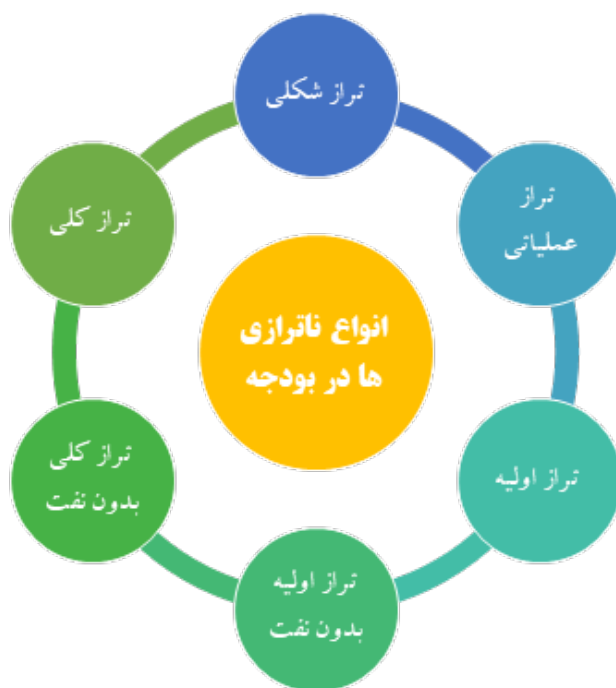 تراز شکلی
تراز
عملیاتی
تراز اولیه
تراز اولیه
بدون نفت
تراز کلی
بدون نفت
تراز کلی
انواع ناترازی
ها در بودجه